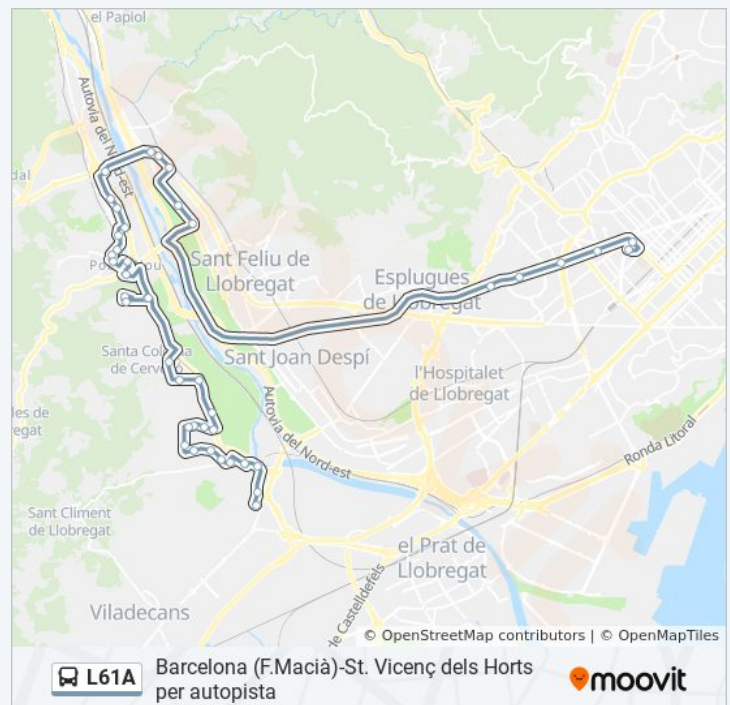 el Papiol
Autovia del Nord-est
Sant Feliu de
Llobregat
Esplugues
de Llobregat
Santa Coloma
de Cervelló
Sant Joan Despí
l'Hospitalet
de Llobregat
Autovia del Nord-est
Ronda Litoral
Sant Climent
de Llobregat
el Prat de
Llobregat
Viladecans
de Castelldefels
© OpenStreetMap contributors | © OpenMapTiles
L61A
Barcelona (F.Macià)-St. Vicenç dels Horts
per autopista
moovit